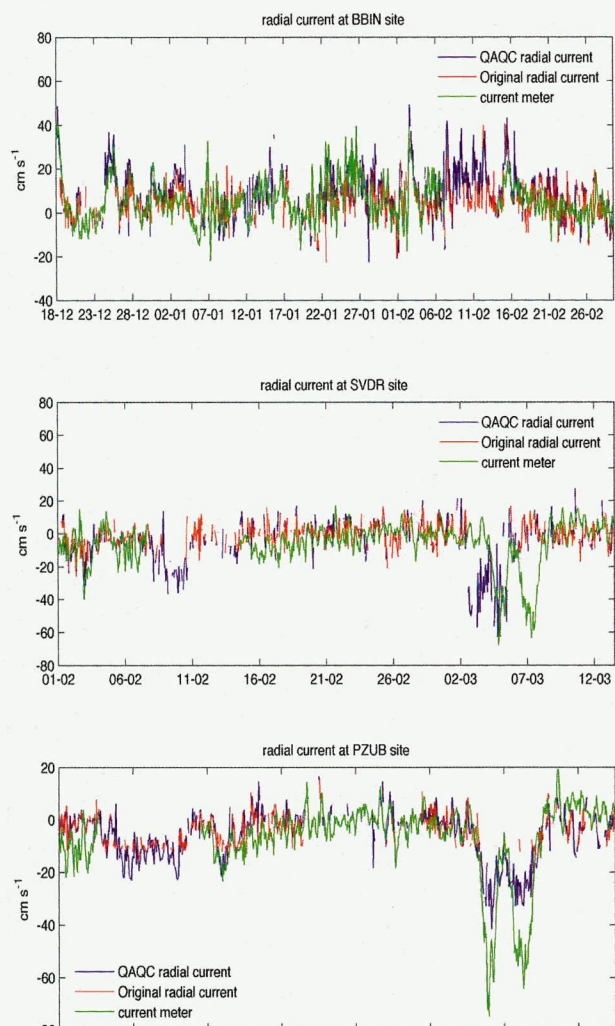 radial current at BBIN site
80
QAQC radial current
60
Original radial current
current meter
40
20
cm s⁻¹
0
-20
-40
18-12 23-12 28-12 02-01 07-01 12-01 17-01 22-01 27-01 01-02 06-02 11-02 16-02 21-02 26-02
radial current at SVDR site
80
QAQC radial current
60
Original radial current
40
current meter
20
cm s⁻¹
0
-20
-40
-60
-80
01-02 06-02 11-02 16-02 21-02 26-02 02-03 07-03 12-03
radial current at PZUB site
20
0
-20
cm s⁻¹
-40
QAQC radial current
-60
Original radial current
current meter